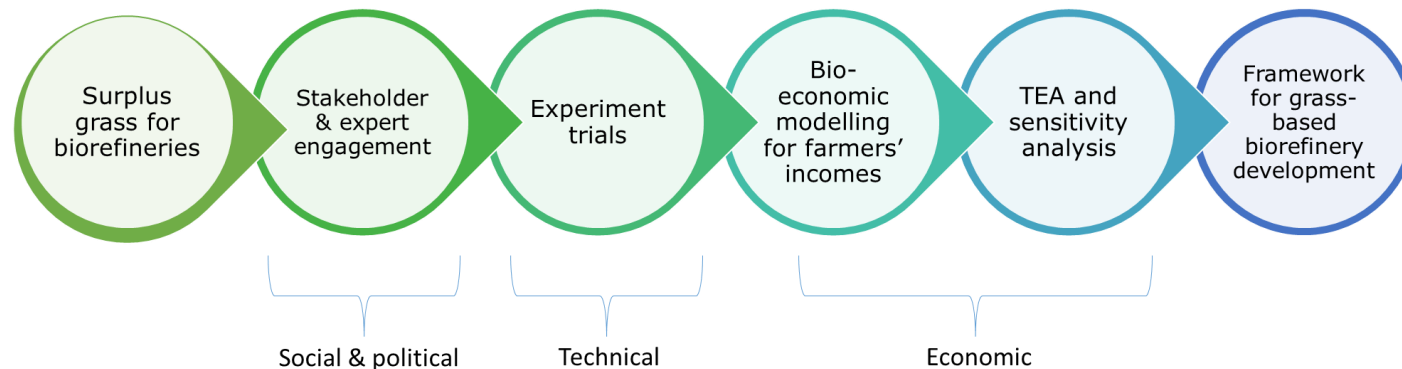 Surplus
grass for
biorefineries
Stakeholder
& expert
engagement
Experiment
trials
Bio-
economic
modelling
for farmers’
incomes
TEA and
sensitivity
analysis
Framework
for grass-
based
biorefinery
development
Social & political
Technical
Economic